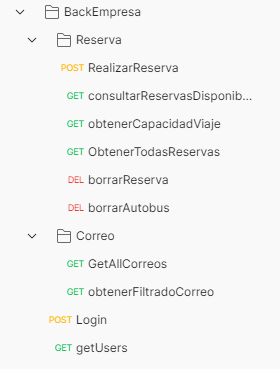 BackEmpresa
Reserva
POST RealizarReserva
GET consultarReservasDisponib...
GET obtenerCapacidadViaje
GET ObtenerTodasReservas
DEL borrarReserva
DEL borrarAutobus
Correo
GET GetAllCorreos
GET obtenerFiltradoCorreo
POST Login
GET getUsers